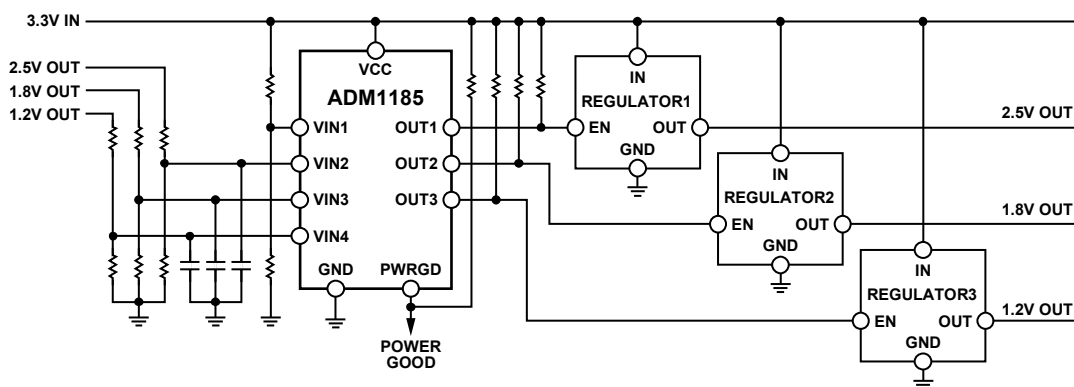 3.3V IN
2.5V OUT
1.8V OUT
1.2V OUT
VCC
ADM1185
VIN1
VIN2
VIN3
VIN4
OUT1
OUT2
OUT3
GND
PWRGD
POWER
GOOD
IN
REGULATOR1
EN
OUT
GND
2.5V OUT
IN
REGULATOR2
EN
OUT
GND
1.8V OUT
IN
REGULATOR3
EN
OUT
GND
1.2V OUT